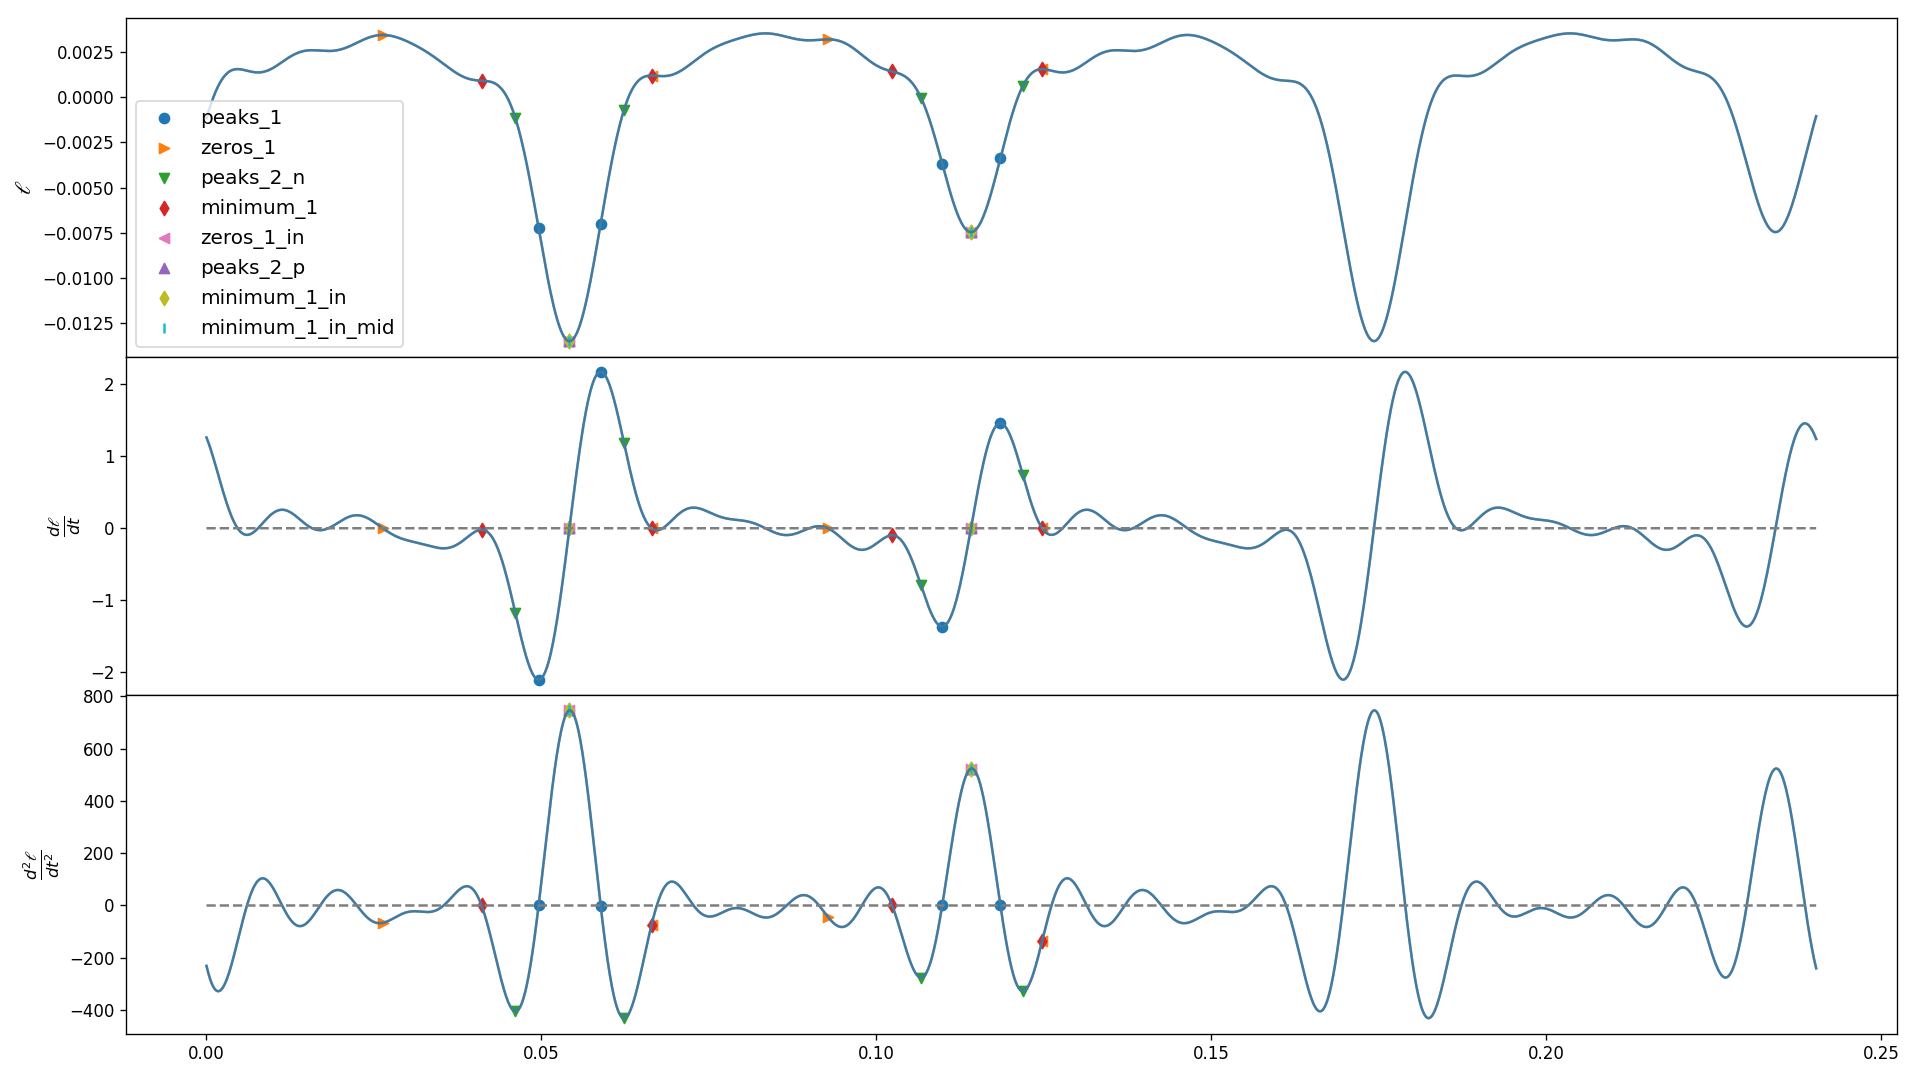 0.0025
0.0000
−0.0025
−0.0050
−0.0075
−0.0100
−0.0125
ℓ
peaks_1
zeros_1
peaks_2_n
minimum_1
zeros_1_in
peaks_2_p
minimum_1_in
minimum_1_in_mid
2
1
0
−1
−2
dℓ
dt
800
600
400
200
0
−200
−400
d²ℓ
dt²
0.00 0.05 0.10 0.15 0.20 0.25